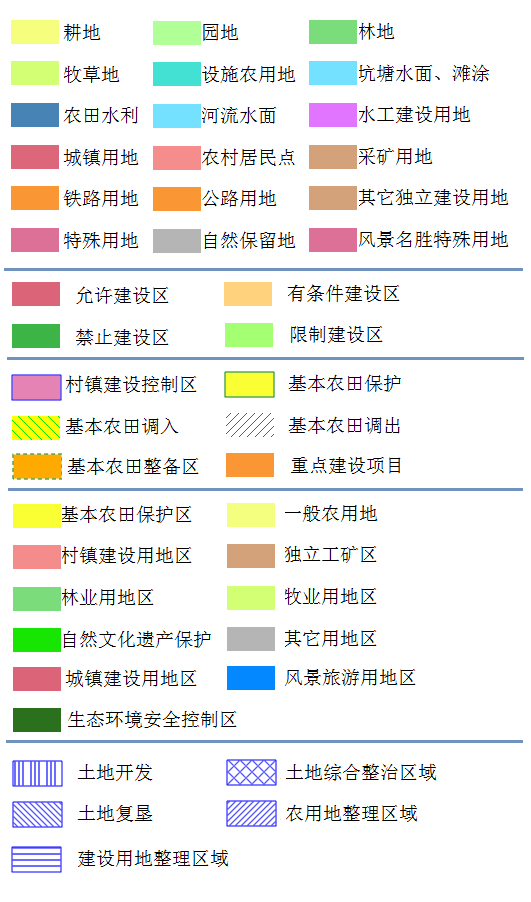 耕地 园地 林地
牧草地 设施农用地 坑塘水面、滩涂
农田水利 河流水面 水工建设用地
城镇用地 农村居民点 采矿用地
铁路用地 公路用地 其它独立建设用地
特殊用地 自然保留地 风景名胜特殊用地
允许建设区 有条件建设区
禁止建设区 限制建设区
村镇建设控制区 基本农田保护
基本农田调入 基本农田调出
基本农田整备区 重点建设项目
基本农田保护区 一般农用地
村镇建设用地区 独立工矿区
林业用地区 牧业用地区
自然文化遗产保护 其它用地区
城镇建设用地区 风景旅游用地区
生态环境安全控制区
土地开发 土地综合整治区域
土地复垦 农用地整理区域
建设用地整理区域